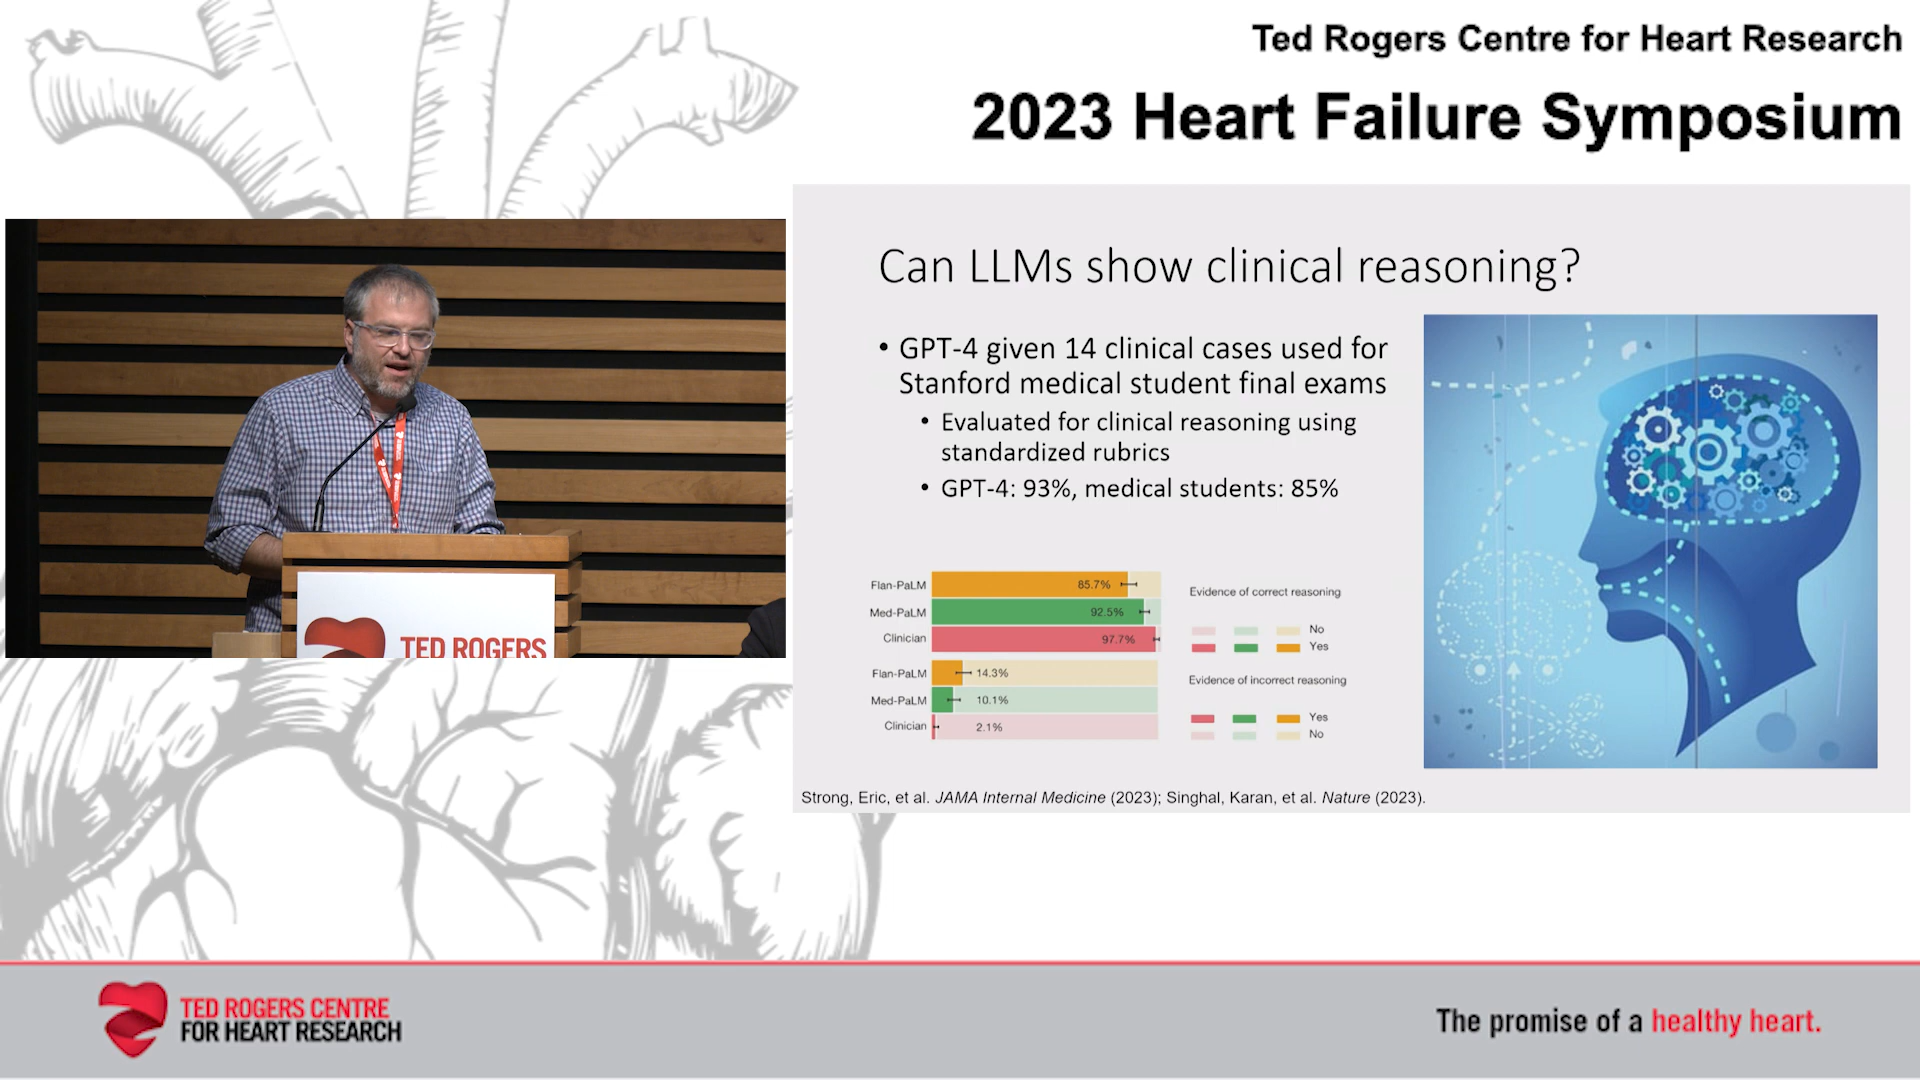 Ted Rogers Centre for Heart Research
2023 Heart Failure Symposium
Can LLMs show clinical reasoning?
• GPT-4 given 14 clinical cases used for
Stanford medical student final exams
• Evaluated for clinical reasoning using
standardized rubrics
• GPT-4: 93%, medical students: 85%
Flan-PaLM 85.7%
Med-PaLM 92.5%
Clinician 97.7%
Evidence of correct reasoning
No
Yes
Flan-PaLM 14.3%
Med-PaLM 10.1%
Clinician 2.1%
Evidence of incorrect reasoning
Yes
No
Strong, Eric, et al. JAMA Internal Medicine (2023); Singhal, Karan, et al. Nature (2023).
TED ROGERS
TED ROGERS CENTRE
FOR HEART RESEARCH
The promise of a healthy heart.